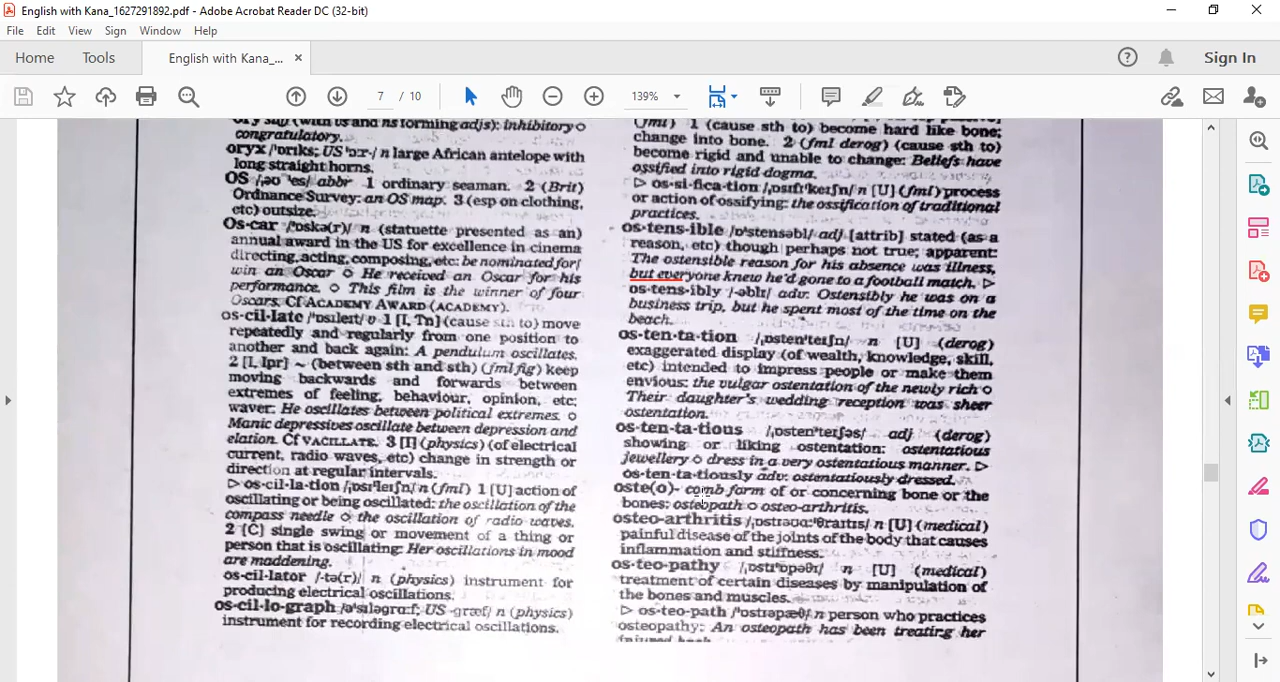 English with Kana_1627291892.pdf - Adobe Acrobat Reader DC (32-bit)
File Edit View Sign Window Help
Home Tools English with Kana_... × Sign In
7 / 10 139%
congratulatory.
oryx /ˈɒrɪks; US ˈɔːr-/ n large African antelope with
long straight horns.
OS /ˌəʊ ˈes/ abbr 1 ordinary seaman. 2 (Brit)
Ordnance Survey: an OS map. 3 (esp on clothing,
etc) outsize.
Os·car /ˈɒskə(r)/ n (statuette presented as an)
annual award in the US for excellence in cinema
directing, acting, composing, etc: be nominated for/
win an Oscar ○ He received an Oscar for his
performance. ○ This film is the winner of four
Oscars. Cf ACADEMY AWARD (ACADEMY).
os·cil·late /ˈɒsɪleɪt/ v 1 [I, Tn] (cause sth to) move
repeatedly and regularly from one position to
another and back again: A pendulum oscillates.
2 [I, Ipr] ~ (between sth and sth) (fml fig) keep
moving backwards and forwards between
extremes of feeling, behaviour, opinion, etc;
waver: He oscillates between political extremes. ○
Manic depressives oscillate between depression and
elation. Cf VACILLATE. 3 [I] (physics) (of electrical
current, radio waves, etc) change in strength or
direction at regular intervals.
▷ os·cil·la·tion /ˌɒsɪˈleɪʃn/ n (fml) 1 [U] action of
oscillating or being oscillated: the oscillation of the
compass needle ○ the oscillation of radio waves.
2 [C] single swing or movement of a thing or
person that is oscillating: Her oscillations in mood
are maddening.
os·cil·lator /-tə(r)/ n (physics) instrument for
producing electrical oscillations.
os·cil·lo·graph /əˈsɪləgrɑːf; US -græf/ n (physics)
instrument for recording electrical oscillations.
(fml) 1 (cause sth to) become hard like bone;
change into bone. 2 (fml derog) (cause sth to)
become rigid and unable to change: Beliefs have
ossified into rigid dogma.
▷ os·si·fica·tion /ˌɒsɪfɪˈkeɪʃn/ n [U] (fml) process
or action of ossifying: the ossification of traditional
practices.
os·tens·ible /ɒˈstensəbl/ adj [attrib] stated (as a
reason, etc) though perhaps not true; apparent:
The ostensible reason for his absence was illness,
but everyone knew he'd gone to a football match. ▷
os·tens·ibly /-əblɪ/ adv: Ostensibly he was on a
business trip, but he spent most of the time on the
beach.
os·ten·ta·tion /ˌɒstenˈteɪʃn/ n [U] (derog)
exaggerated display (of wealth, knowledge, skill,
etc) intended to impress people or make them
envious: the vulgar ostentation of the newly rich ○
Their daughter's wedding reception was sheer
ostentation.
os·ten·ta·tious /ˌɒstenˈteɪʃəs/ adj (derog)
showing or liking ostentation: ostentatious
jewellery ○ dress in a very ostentatious manner. ▷
os·ten·ta·tiously adv: ostentatiously dressed.
oste(o)- comb form of or concerning bone or the
bones: osteopath ○ osteo-arthritis.
osteo-arthritis /ˌɒstɪəʊɑːˈθraɪtɪs/ n [U] (medical)
painful disease of the joints of the body that causes
inflammation and stiffness.
os·teo·pathy /ˌɒstɪˈɒpəθɪ/ n [U] (medical)
treatment of certain diseases by manipulation of
the bones and muscles.
▷ os·teo·path /ˈɒstɪəpæθ/ n person who practices
osteopathy: An osteopath has been treating her